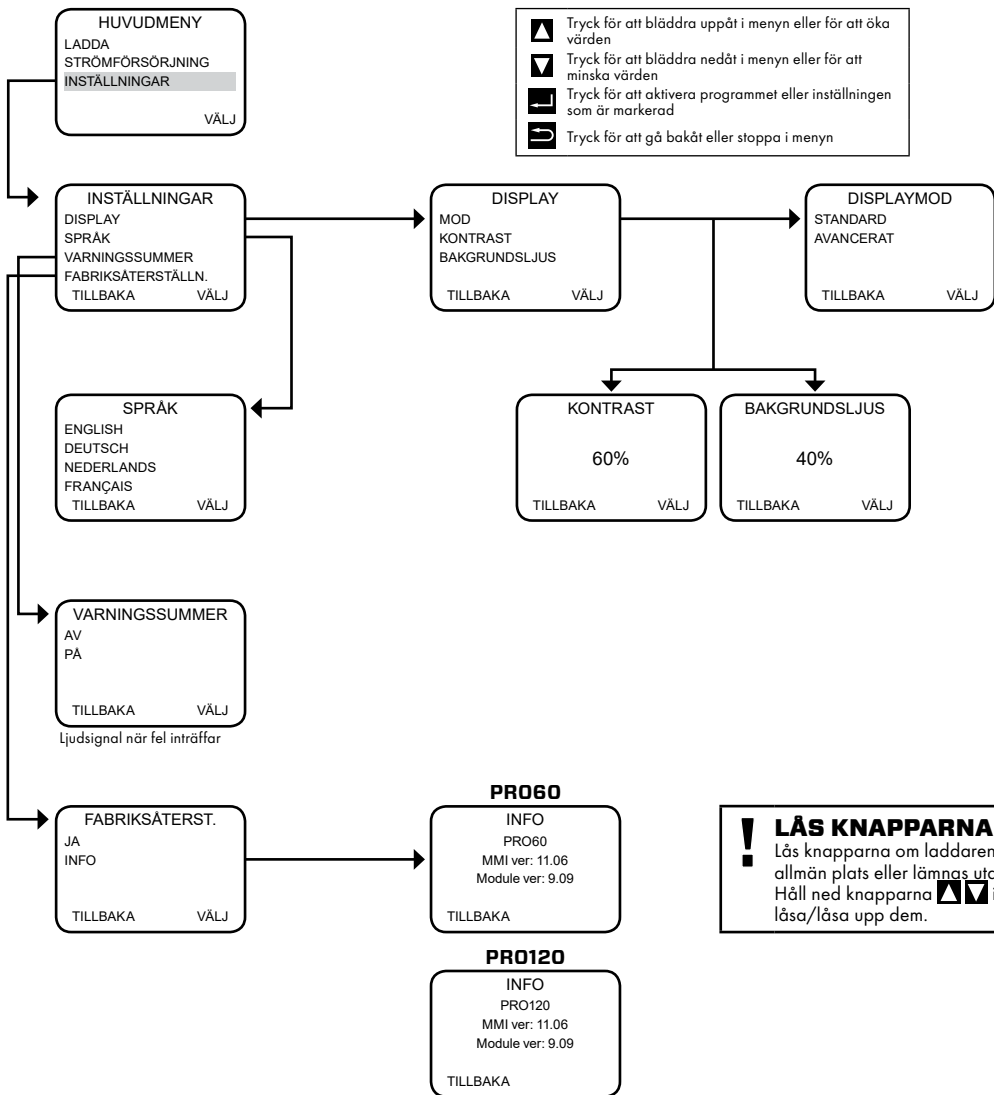 HUVUDMENY
LADDA
STRÖMFÖRSÖRJNING
INSTÄLLNINGAR
VÄLJ
Tryck för att bläddra uppåt i menyn eller för att öka
värden
Tryck för att bläddra nedåt i menyn eller för att
minska värden
Tryck för att aktivera programmet eller inställningen
som är markerad
Tryck för att gå bakåt eller stoppa i menyn
INSTÄLLNINGAR
DISPLAY
SPRÅK
VARNINGSSUMMER
FABRIKSÅTERSTÄLLN.
TILLBAKA VÄLJ
DISPLAY
MOD
KONTRAST
BAKGRUNDSLJUS
TILLBAKA VÄLJ
DISPLAYMOD
STANDARD
AVANCERAT
TILLBAKA VÄLJ
SPRÅK
ENGLISH
DEUTSCH
NEDERLANDS
FRANÇAIS
TILLBAKA VÄLJ
KONTRAST
60%
TILLBAKA VÄLJ
BAKGRUNDSLJUS
40%
TILLBAKA VÄLJ
VARNINGSSUMMER
AV
PÅ
TILLBAKA VÄLJ
Ljudsignal när fel inträffar
FABRIKSÅTERST.
JA
INFO
TILLBAKA VÄLJ
PRO60
INFO
PRO60
MMI ver: 11.06
Module ver: 9.09
TILLBAKA
! LÅS KNAPPARNA
Lås knapparna om laddaren
allmän plats eller lämnas
Håll ned knapparna
låsa/låsa upp dem.
PRO120
INFO
PRO120
MMI ver: 11.06
Module ver: 9.09
TILLBAKA